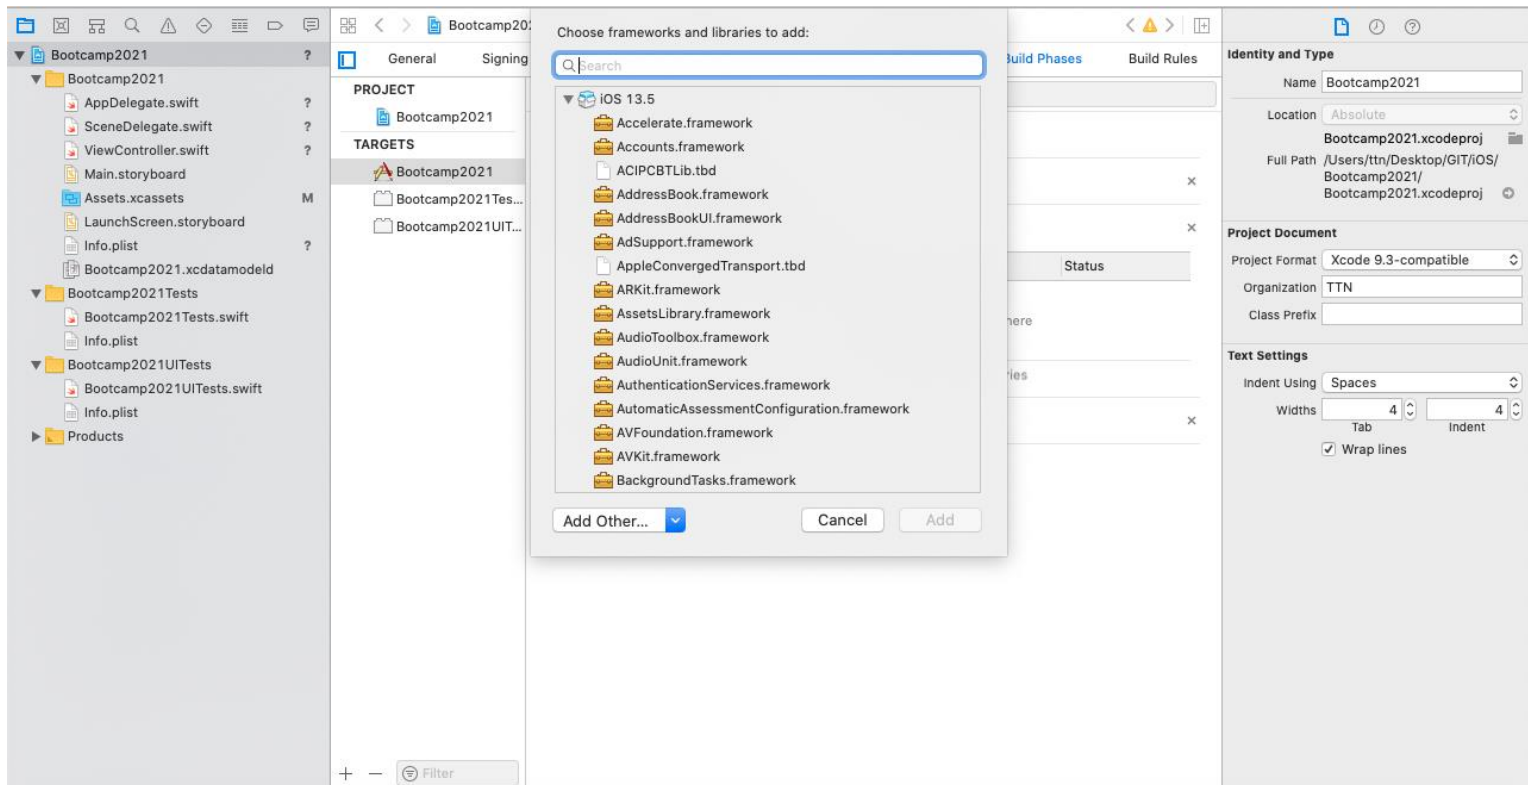 Bootcamp2021 ?
Bootcamp2021
AppDelegate.swift ?
SceneDelegate.swift ?
ViewController.swift ?
Main.storyboard
Assets.xcassets M
LaunchScreen.storyboard
Info.plist ?
Bootcamp2021.xcdatamodeld
Bootcamp2021Tests
Bootcamp2021Tests.swift
Info.plist
Bootcamp2021UITests
Bootcamp2021UITests.swift
Info.plist
Products
Bootcamp202
General Signing
PROJECT
Bootcamp2021
TARGETS
Bootcamp2021
Bootcamp2021Tes...
Bootcamp2021UIT...
Filter
Choose frameworks and libraries to add:
Search
iOS 13.5
Accelerate.framework
Accounts.framework
ACIPCBTLib.tbd
AddressBook.framework
AddressBookUI.framework
AdSupport.framework
AppleConvergedTransport.tbd
ARKit.framework
AssetsLibrary.framework
AudioToolbox.framework
AudioUnit.framework
AuthenticationServices.framework
AutomaticAssessmentConfiguration.framework
AVFoundation.framework
AVKit.framework
BackgroundTasks.framework
Add Other... Cancel Add
Build Phases Build Rules
Status
here
ries
Identity and Type
Name Bootcamp2021
Location Absolute
Bootcamp2021.xcodeproj
Full Path /Users/ttn/Desktop/GIT/iOS/
Bootcamp2021/
Bootcamp2021.xcodeproj
Project Document
Project Format Xcode 9.3-compatible
Organization TTN
Class Prefix
Text Settings
Indent Using Spaces
Widths 4 4
Tab Indent
Wrap lines